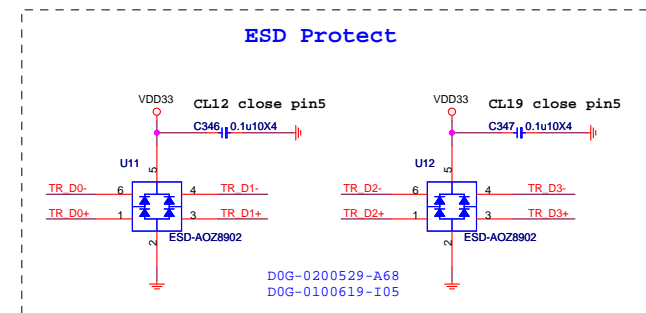 ESD Protect
VDD33
CL12 close pin5
C346 0.1u10X4
U11
5
TR_D0- 6 4 TR_D1-
TR_D0+ 1 3 TR_D1+
2
ESD-AOZ8902
VDD33
CL19 close pin5
C347 0.1u10X4
U12
5
TR_D2- 6 4 TR_D3-
TR_D2+ 1 3 TR_D3+
2
ESD-AOZ8902
D0G-0200529-A68
D0G-0100619-I05